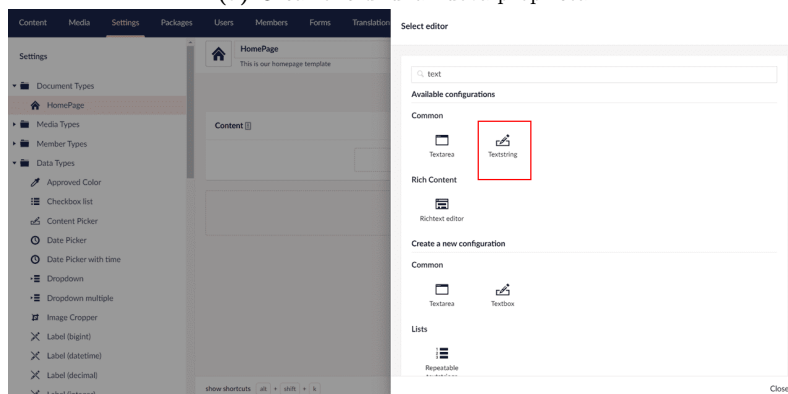 Content Media Settings Packages Users Members Forms Translation
Settings
Document Types
HomePage
Media Types
Member Types
Data Types
Approved Color
Checkbox list
Content Picker
Date Picker
Date Picker with time
Dropdown
Dropdown multiple
Image Cropper
Label (bigint)
Label (datetime)
Label (decimal)
HomePage
This is our homepage template
Content
show shortcuts alt + shift + k
Select editor
text
Available configurations
Common
Textarea Textstring
Rich Content
Richtext editor
Create a new configuration
Common
Textarea Textbox
Lists
Repeatable
Close